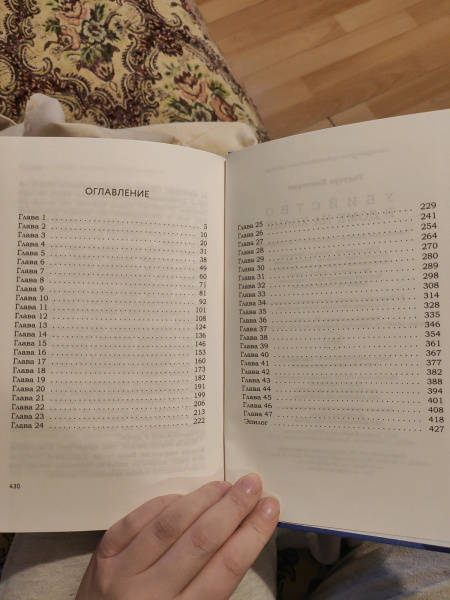 ОГЛАВЛЕНИЕ
Глава 1 ........ 5
Глава 2 ........ 10
Глава 3 ........ 20
Глава 4 ........ 31
Глава 5 ........ 38
Глава 6 ........ 49
Глава 7 ........ 60
Глава 8 ........ 71
Глава 9 ........ 81
Глава 10 ........ 92
Глава 11 ........ 101
Глава 12 ........ 108
Глава 13 ........ 124
Глава 14 ........ 136
Глава 15 ........ 146
Глава 16 ........ 153
Глава 17 ........ 160
Глава 18 ........ 173
Глава 19 ........ 182
Глава 20 ........ 191
Глава 21 ........ 199
Глава 22 ........ 206
Глава 23 ........ 213
Глава 24 ........ 222
430
Глава 25 ........ 229
Глава 26 ........ 241
Глава 27 ........ 254
Глава 28 ........ 264
Глава 29 ........ 270
Глава 30 ........ 280
Глава 31 ........ 289
Глава 32 ........ 298
Глава 33 ........ 308
Глава 34 ........ 314
Глава 35 ........ 328
Глава 36 ........ 335
Глава 37 ........ 346
Глава 38 ........ 354
Глава 39 ........ 361
Глава 40 ........ 367
Глава 41 ........ 377
Глава 42 ........ 382
Глава 43 ........ 388
Глава 44 ........ 394
Глава 45 ........ 401
Глава 46 ........ 408
Глава 47 ........ 418
Эпилог ........ 427